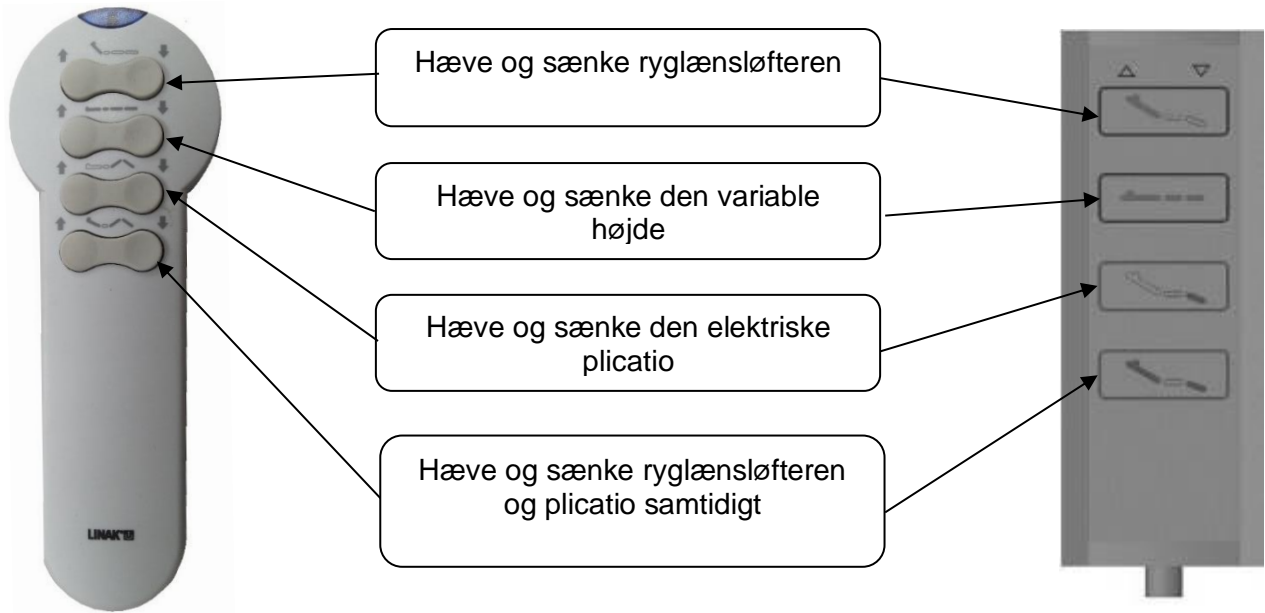 Hæve og sænke ryglænsløfteren
Hæve og sænke den variable
højde
Hæve og sænke den elektriske
plicatio
Hæve og sænke ryglænsløfteren
og plicatio samtidigt
LINAK